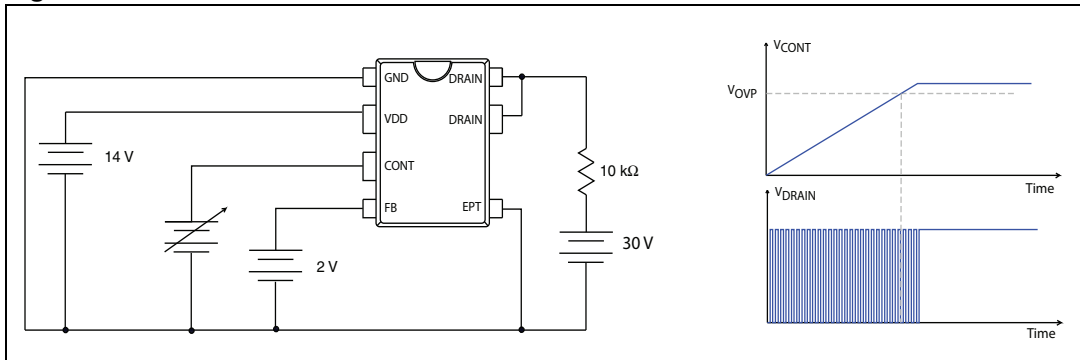 GND
DRAIN
VDD
DRAIN
CONT
FB
EPT
14 V
2 V
10 kΩ
30 V
VCONT
VOVP
Time
VDRAIN
Time